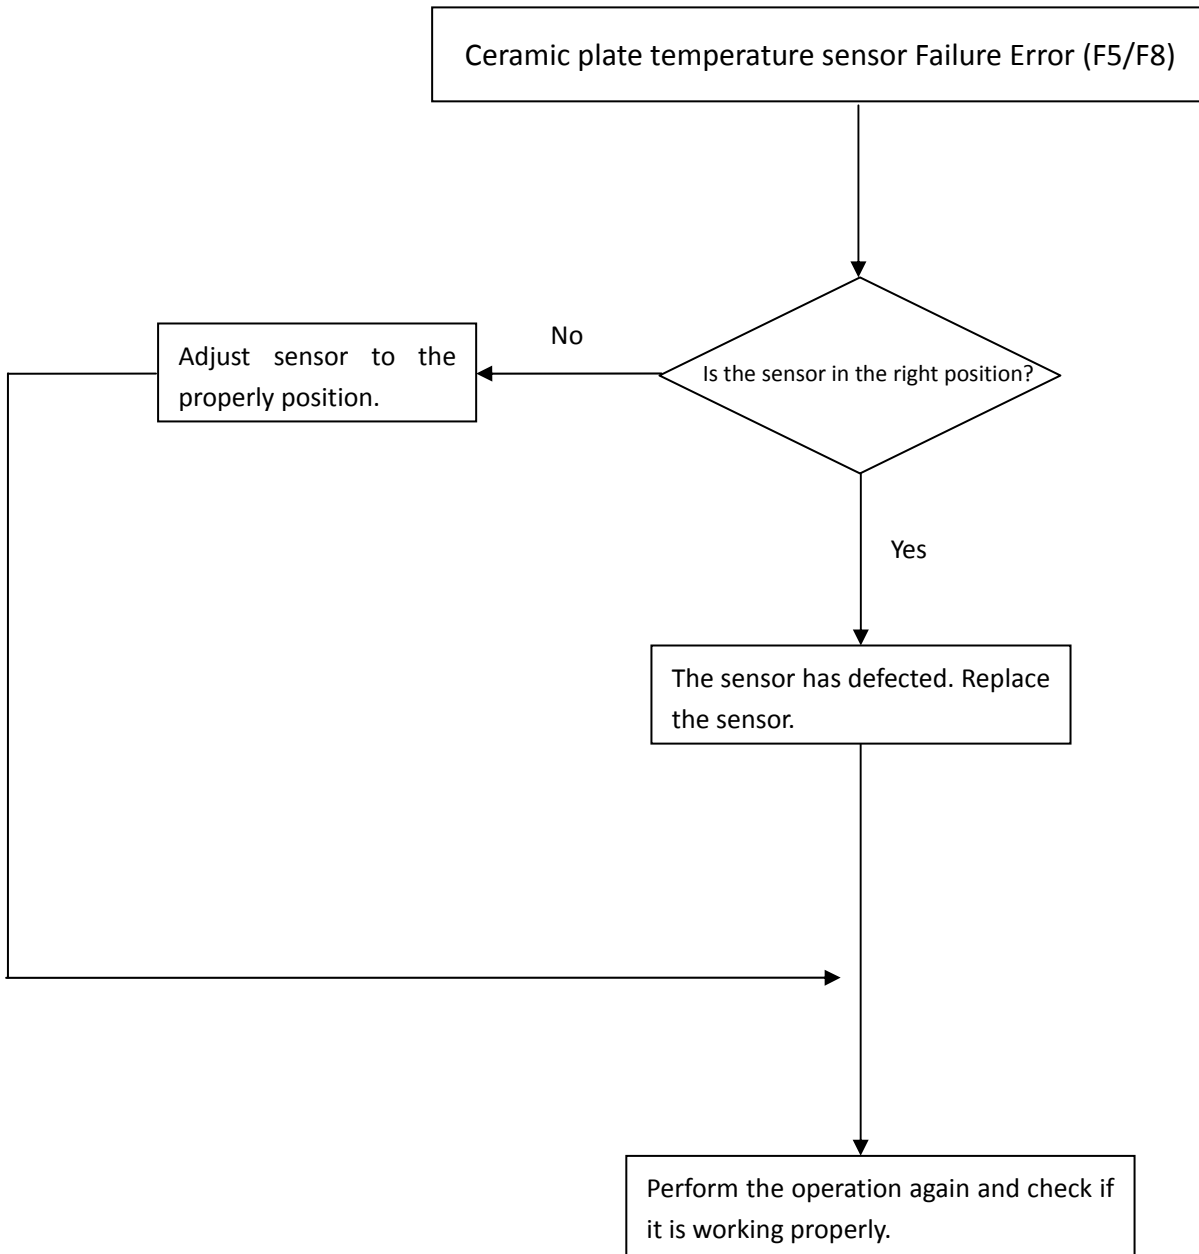 Ceramic plate temperature sensor Failure Error (F5/F8)
No
Adjust sensor to the
properly position.
Is the sensor in the right position?
Yes
The sensor has defected. Replace
the sensor.
Perform the operation again and check if
it is working properly.